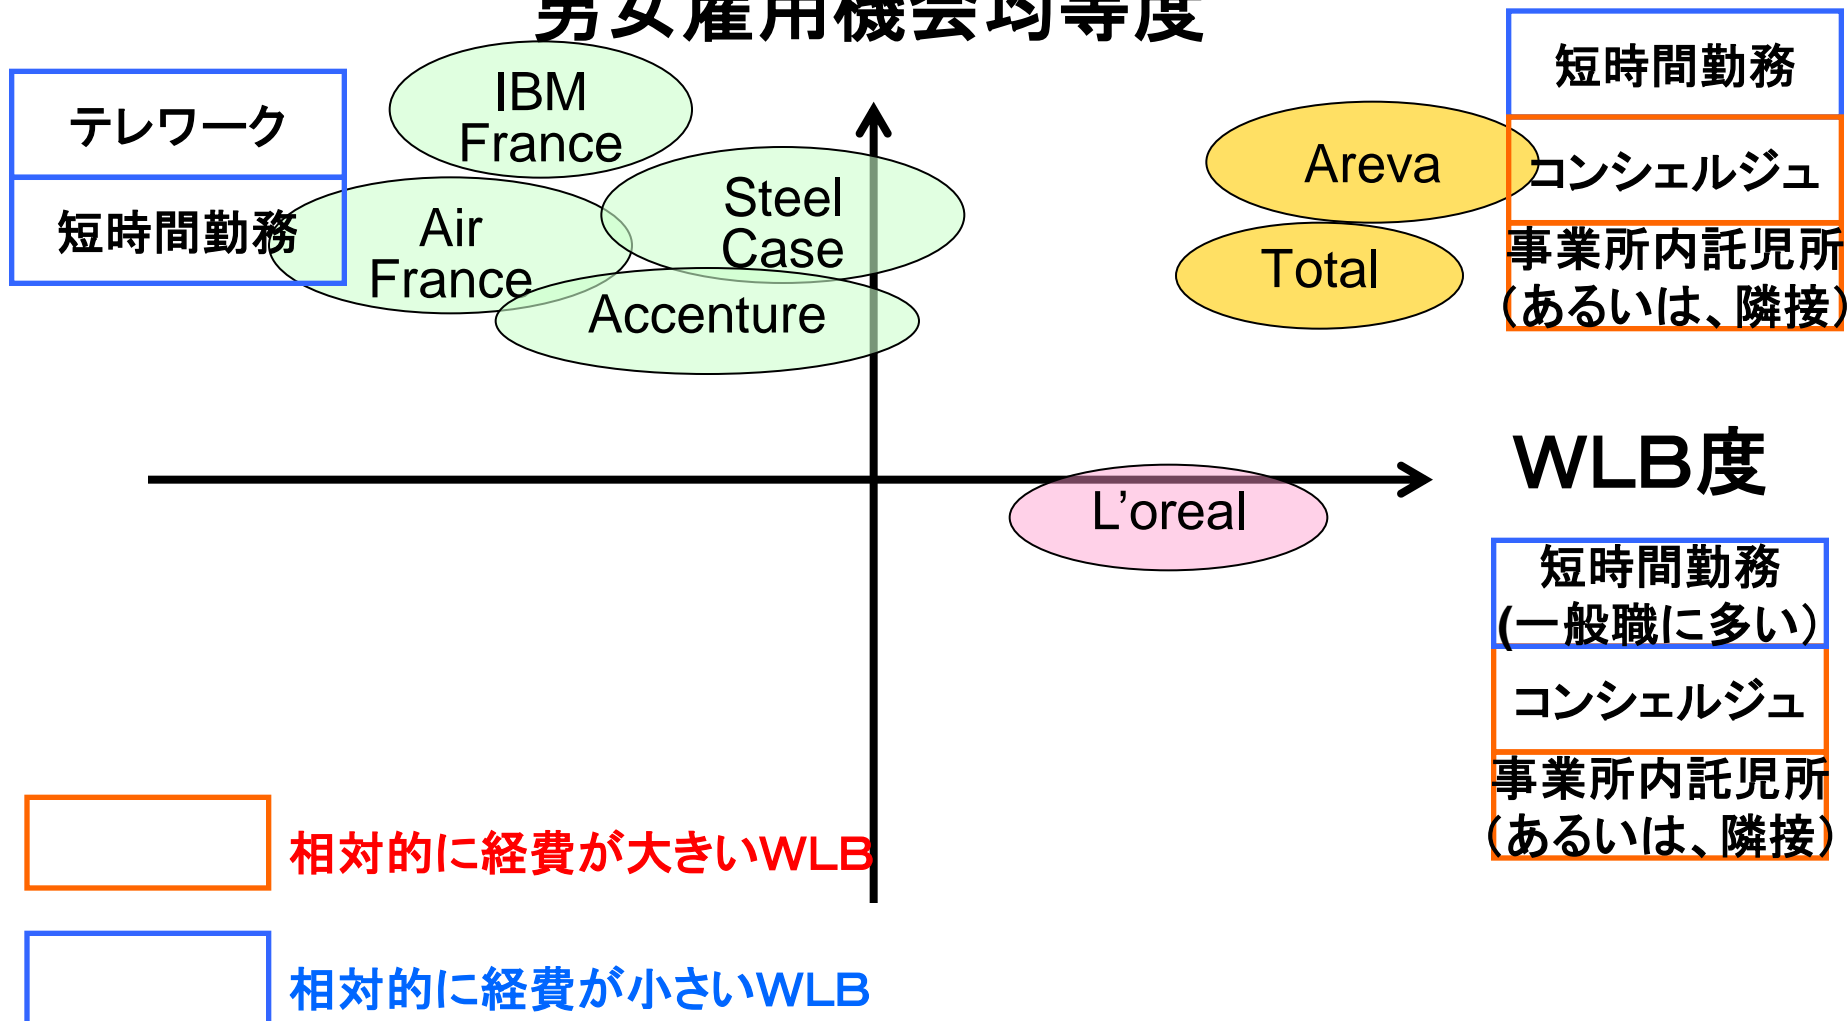 男女雇用機会均等度
テレワーク
短時間勤務
IBM
France
Air
France
Steel
Case
Accenture
Areva
Total
短時間勤務
コンシェルジュ
事業所内託児所
(あるいは、隣接)
WLB度
L'oreal
短時間勤務
(一般職に多い)
コンシェルジュ
事業所内託児所
(あるいは、隣接)
相対的に経費が大きいWLB
相対的に経費が小さいWLB